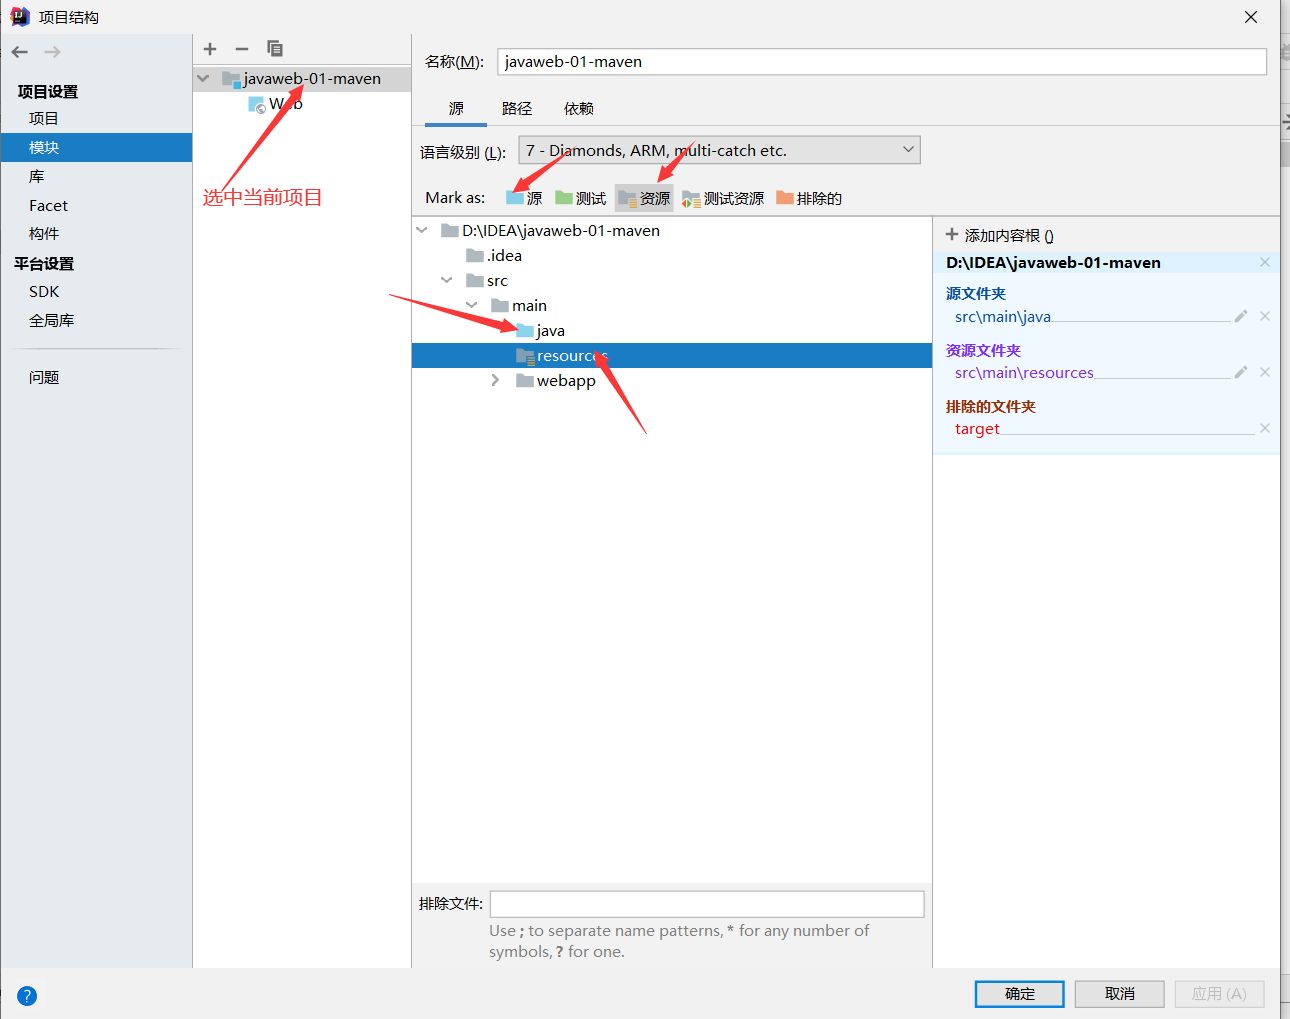 项目结构
项目设置
项目
模块
库
Facet
构件
平台设置
SDK
全局库
问题
javaweb-01-maven
Web
选中当前项目
名称(M): javaweb-01-maven
源 路径 依赖
语言级别 (L): 7 - Diamonds, ARM, multi-catch etc.
Mark as: 源 测试 资源 测试资源 排除的
D:\IDEA\javaweb-01-maven
.idea
src
main
java
resources
webapp
添加内容根 ()
D:\IDEA\javaweb-01-maven
源文件夹
src\main\java
资源文件夹
src\main\resources
排除的文件夹
target
排除文件:
Use ; to separate name patterns, * for any number of
symbols, ? for one.
?
确定 取消 应用 (A)